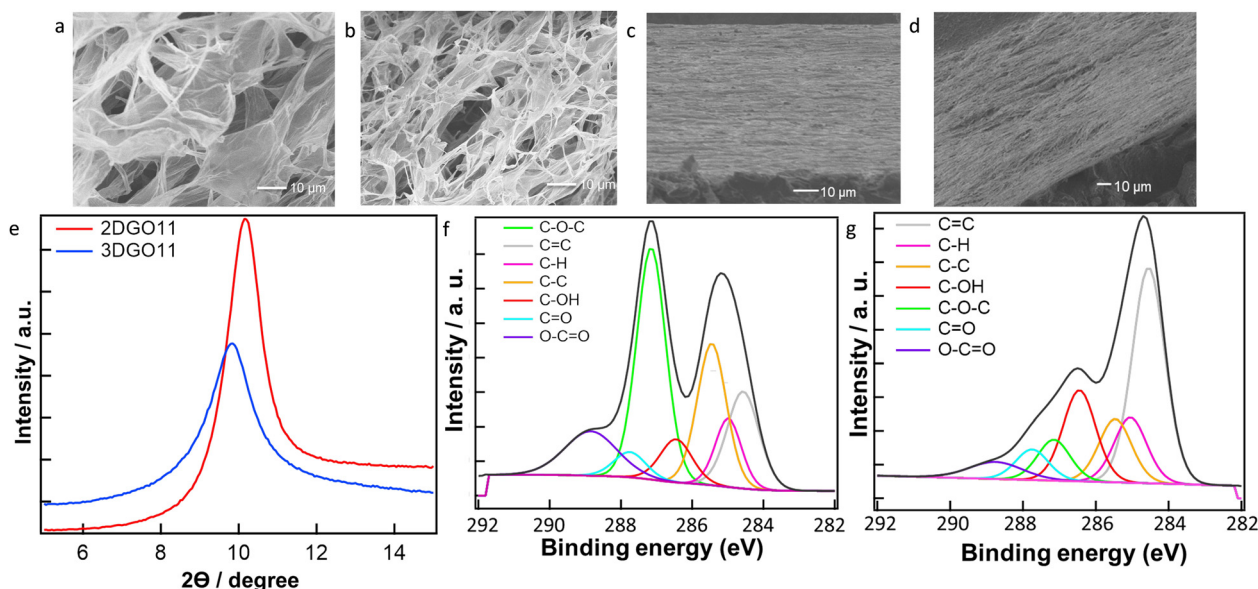 a
b
c
d
10 µm
10 µm
10 µm
10 µm
e
2DGO11
3DGO11
Intensity / a.u.
6 8 10 12 14
2Θ / degree
f
C-O-C
C=C
C-H
C-C
C-OH
C=O
O-C=O
Intensity / a. u.
292 290 288 286 284 282
Binding energy (eV)
g
C=C
C-H
C-C
C-OH
C-O-C
C=O
O-C=O
Intensity / a. u.
292 290 288 286 284 282
Binding energy (eV)